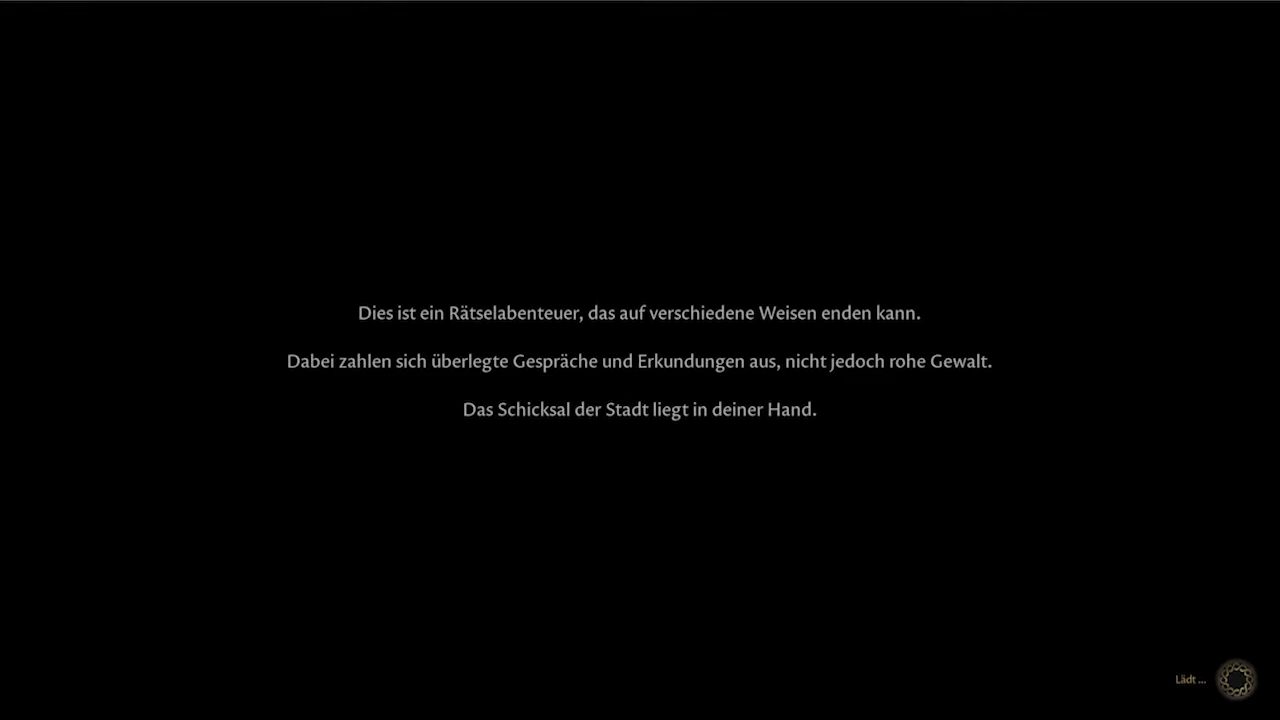 Dies ist ein Rätselabenteuer, das auf verschiedene Weisen enden kann.
Dabei zahlen sich überlegte Gespräche und Erkundungen aus, nicht jedoch rohe Gewalt.
Das Schicksal der Stadt liegt in deiner Hand.
Lädt ...